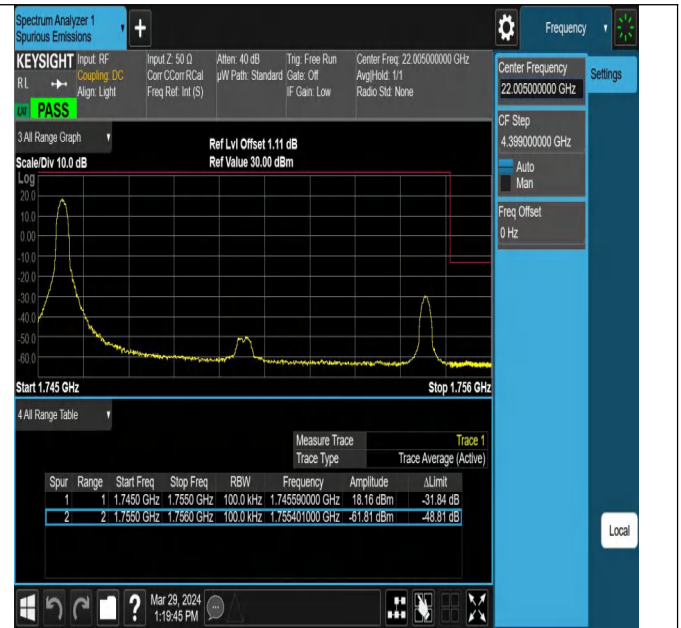 Spectrum Analyzer 1
Spurious Emissions
Frequency
KEYSIGHT
RL
Input: RF
Coupling: DC
Align: Light
Input Z: 50 Ω
Corr CCorr RCal
Freq Ref: Int (S)
Atten: 40 dB
µW Path: Standard
Trig: Free Run
Gate: Off
IF Gain: Low
Center Freq: 22.005000000 GHz
Avg|Hold: 1/1
Radio Std: None
PASS
3 All Range Graph
Scale/Div 10.0 dB
Ref Lvl Offset 1.11 dB
Ref Value 30.00 dBm
Log
20.0
10.0
0.00
-10.0
-20.0
-30.0
-40.0
-50.0
-60.0
Start 1.745 GHz
Stop 1.756 GHz
4 All Range Table
Measure Trace Trace 1
Trace Type Trace Average (Active)
Spur Range Start Freq Stop Freq RBW Frequency Amplitude ΔLimit
1 1 1.7450 GHz 1.7550 GHz 100.0 kHz 1.745590000 GHz 18.16 dBm -31.84 dB
2 2 1.7550 GHz 1.7560 GHz 100.0 kHz 1.755401000 GHz -61.81 dBm -48.81 dB
Center Frequency
22.005000000 GHz
Settings
CF Step
4.399000000 GHz
Auto
Man
Freq Offset
0 Hz
Local
?
Mar 29, 2024
1:19:45 PM